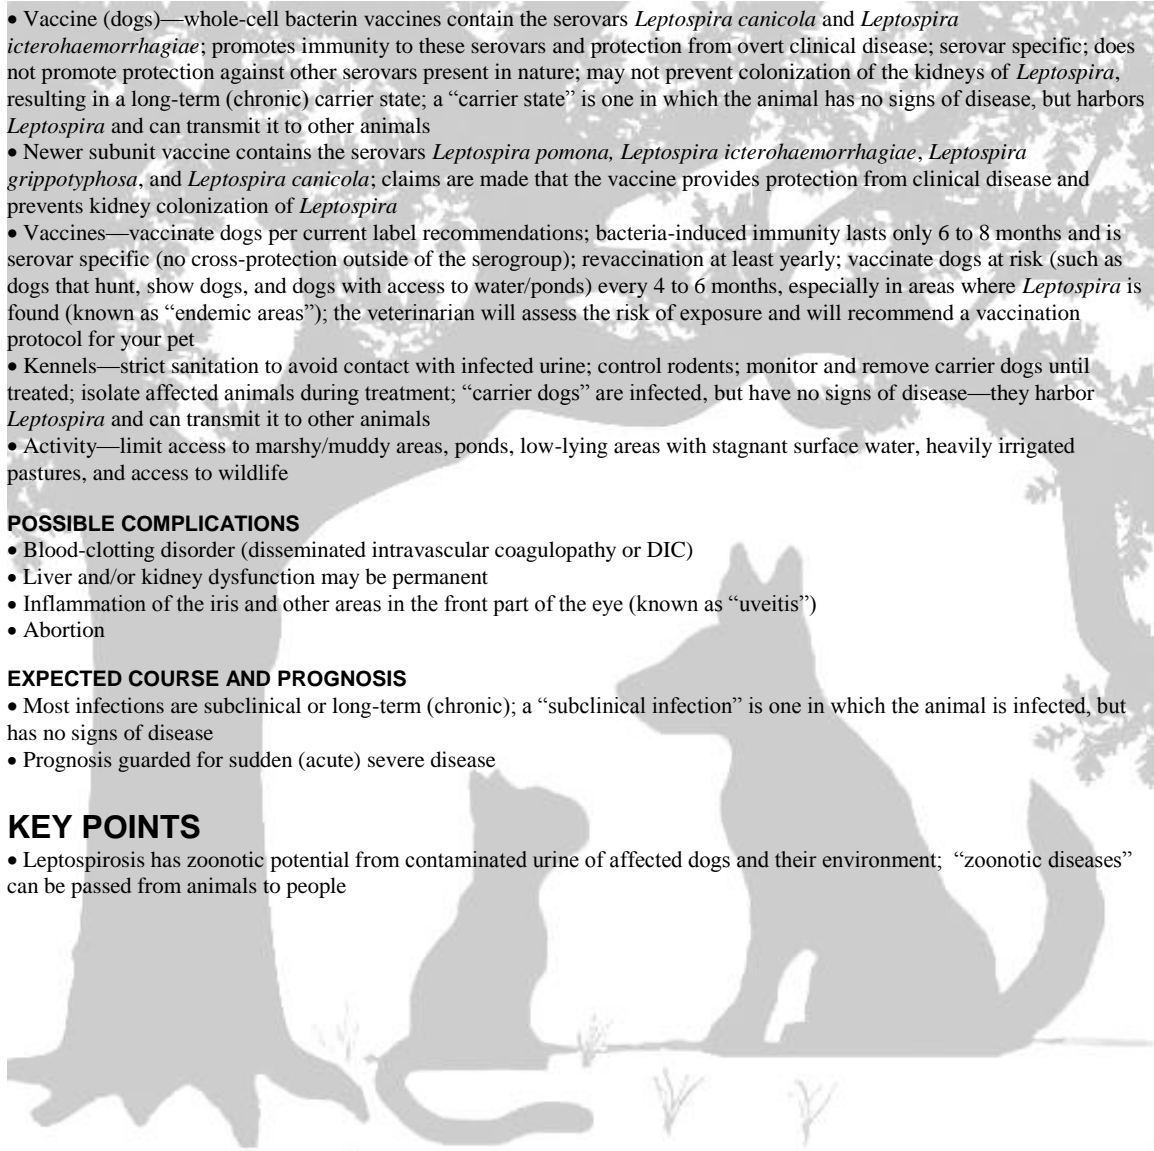 • Vaccine (dogs)—whole-cell bacterin vaccines contain the serovars Leptospira canicola and Leptospira
icterohaemorrhagiae; promotes immunity to these serovars and protection from overt clinical disease; serovar specific; does
not promote protection against other serovars present in nature; may not prevent colonization of the kidneys of Leptospira,
resulting in a long-term (chronic) carrier state; a “carrier state” is one in which the animal has no signs of disease, but harbors
Leptospira and can transmit it to other animals
• Newer subunit vaccine contains the serovars Leptospira pomona, Leptospira icterohaemorrhagiae, Leptospira
grippotyphosa, and Leptospira canicola; claims are made that the vaccine provides protection from clinical disease and
prevents kidney colonization of Leptospira
• Vaccines—vaccinate dogs per current label recommendations; bacteria-induced immunity lasts only 6 to 8 months and is
serovar specific (no cross-protection outside of the serogroup); revaccination at least yearly; vaccinate dogs at risk (such as
dogs that hunt, show dogs, and dogs with access to water/ponds) every 4 to 6 months, especially in areas where Leptospira is
found (known as “endemic areas”); the veterinarian will assess the risk of exposure and will recommend a vaccination
protocol for your pet
• Kennels—strict sanitation to avoid contact with infected urine; control rodents; monitor and remove carrier dogs until
treated; isolate affected animals during treatment; “carrier dogs” are infected, but have no signs of disease—they harbor
Leptospira and can transmit it to other animals
• Activity—limit access to marshy/muddy areas, ponds, low-lying areas with stagnant surface water, heavily irrigated
pastures, and access to wildlife
POSSIBLE COMPLICATIONS
• Blood-clotting disorder (disseminated intravascular coagulopathy or DIC)
• Liver and/or kidney dysfunction may be permanent
• Inflammation of the iris and other areas in the front part of the eye (known as “uveitis”)
• Abortion
EXPECTED COURSE AND PROGNOSIS
• Most infections are subclinical or long-term (chronic); a “subclinical infection” is one in which the animal is infected, but
has no signs of disease
• Prognosis guarded for sudden (acute) severe disease
KEY POINTS
• Leptospirosis has zoonotic potential from contaminated urine of affected dogs and their environment;  “zoonotic diseases”
can be passed from animals to people